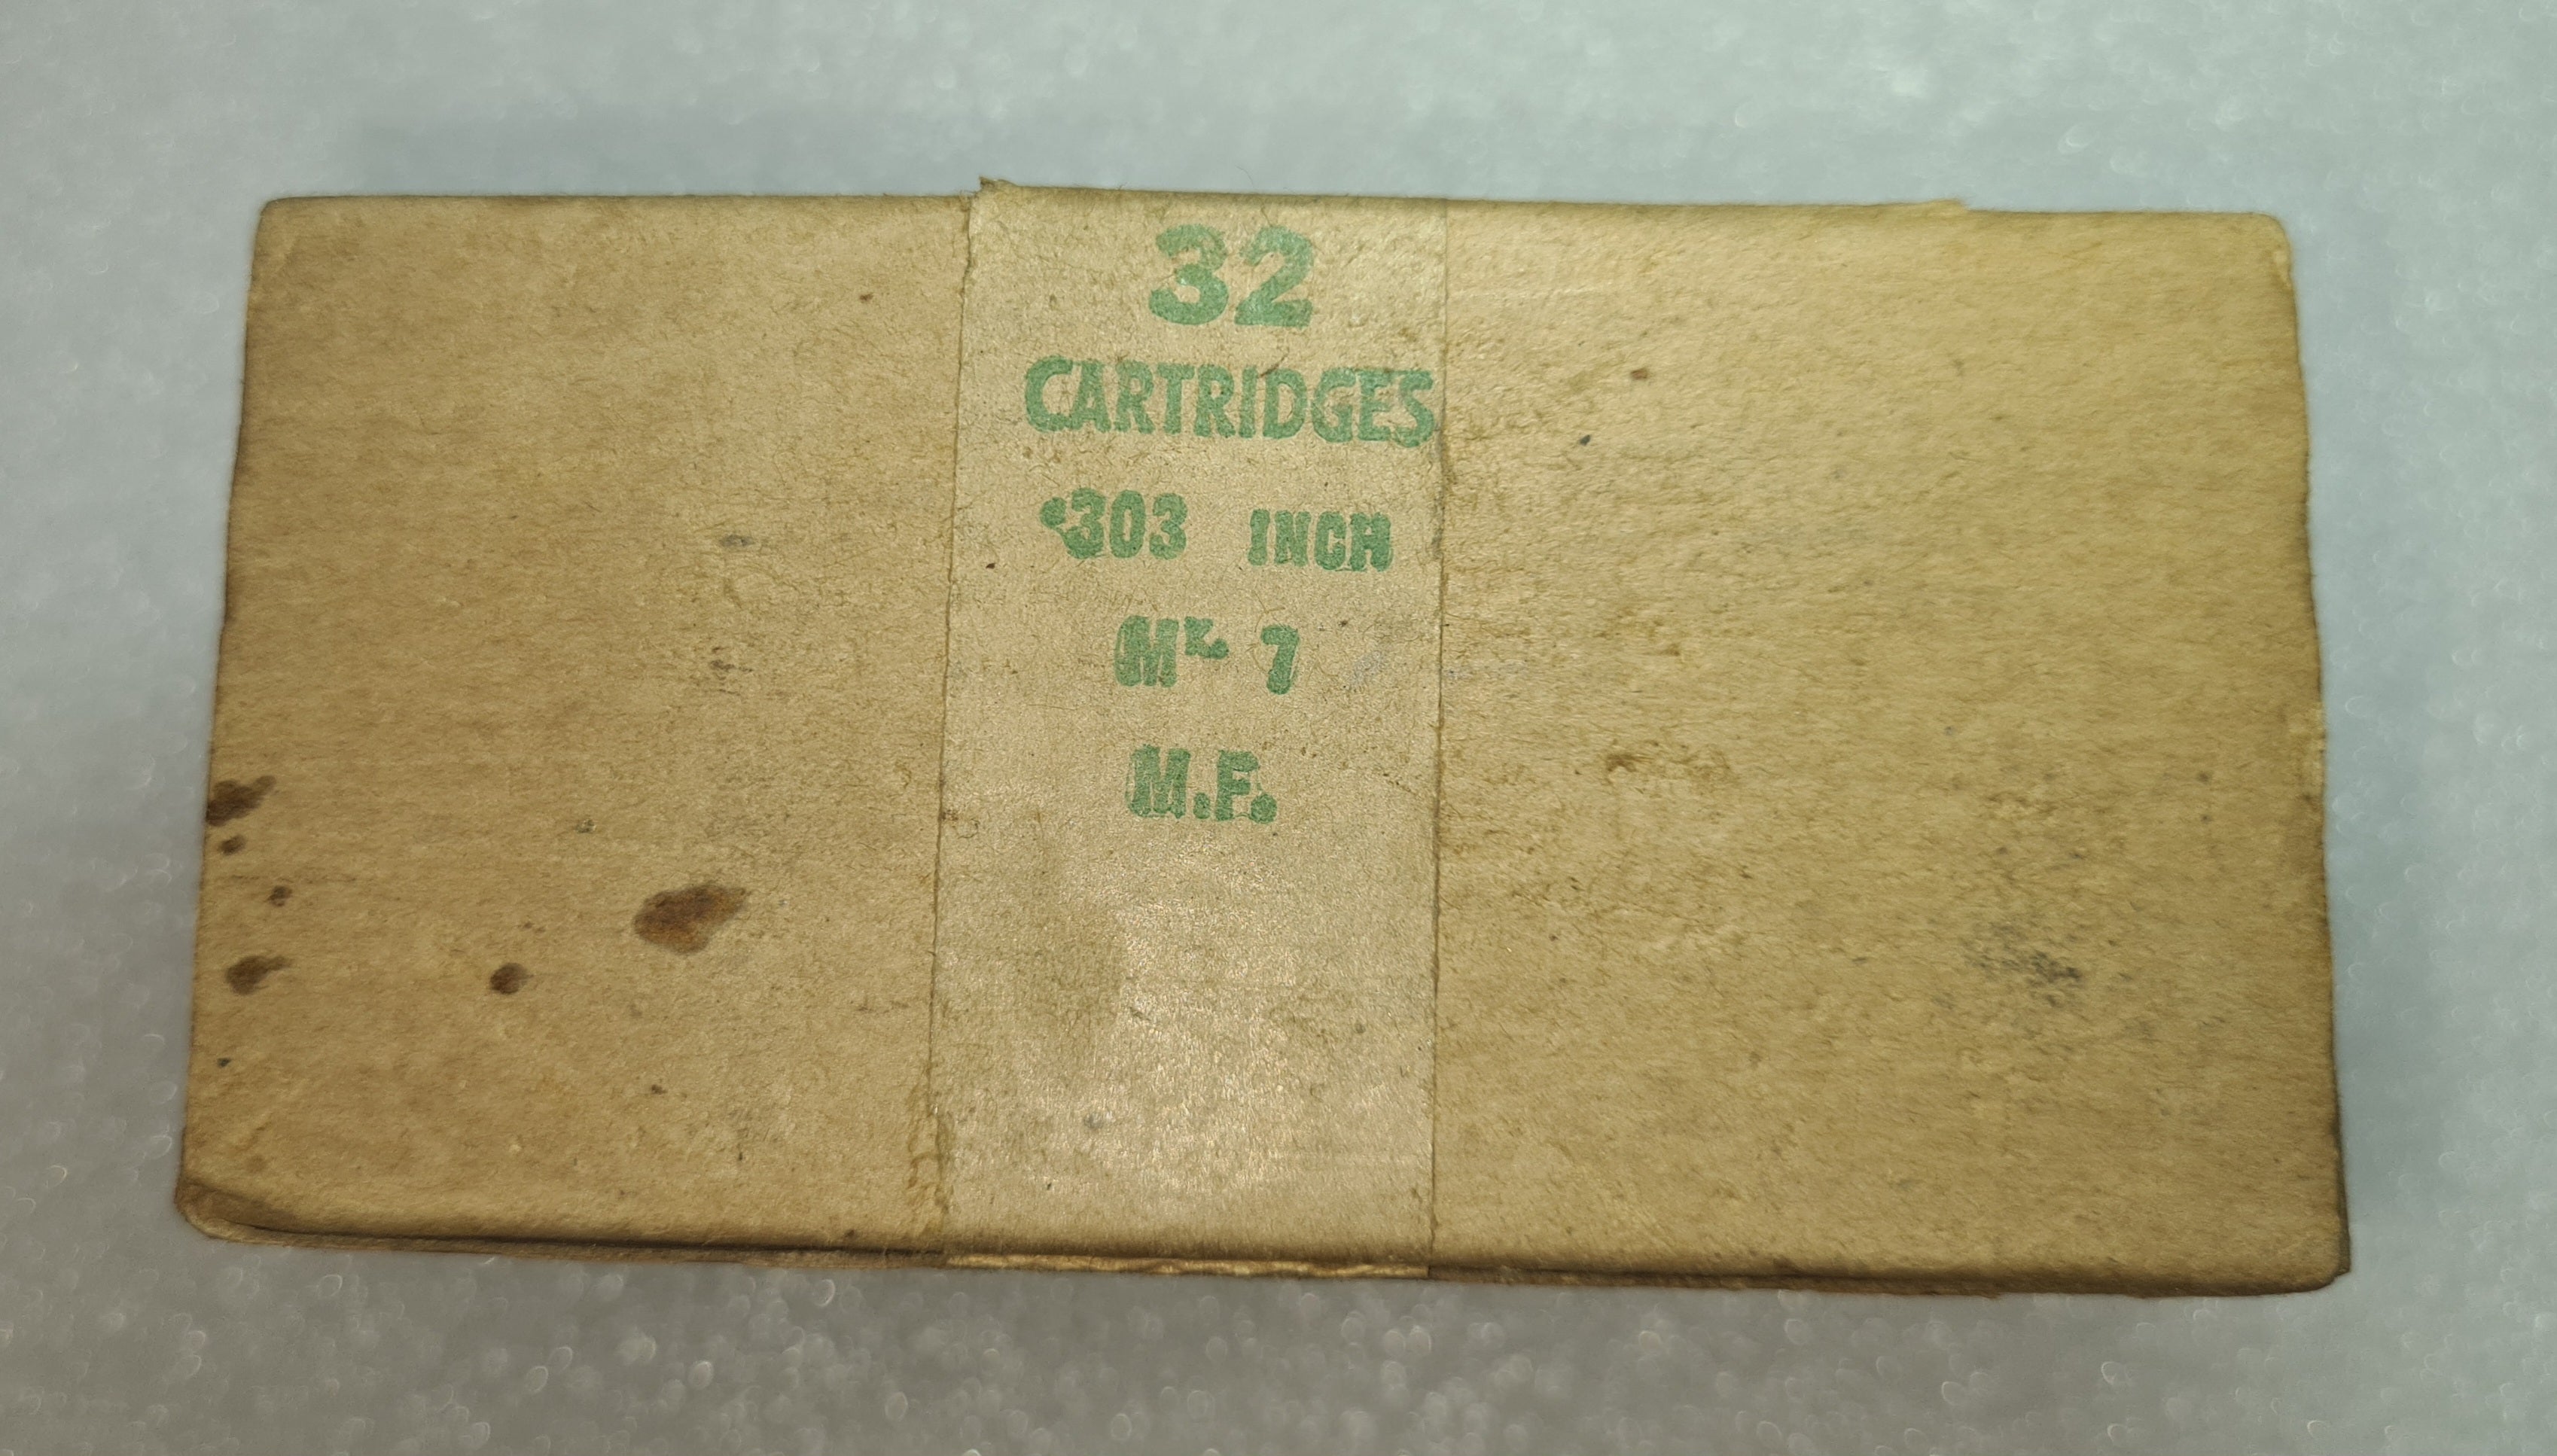 32
CARTRIDGES
.303 INCH
Mk. 7
M.F.